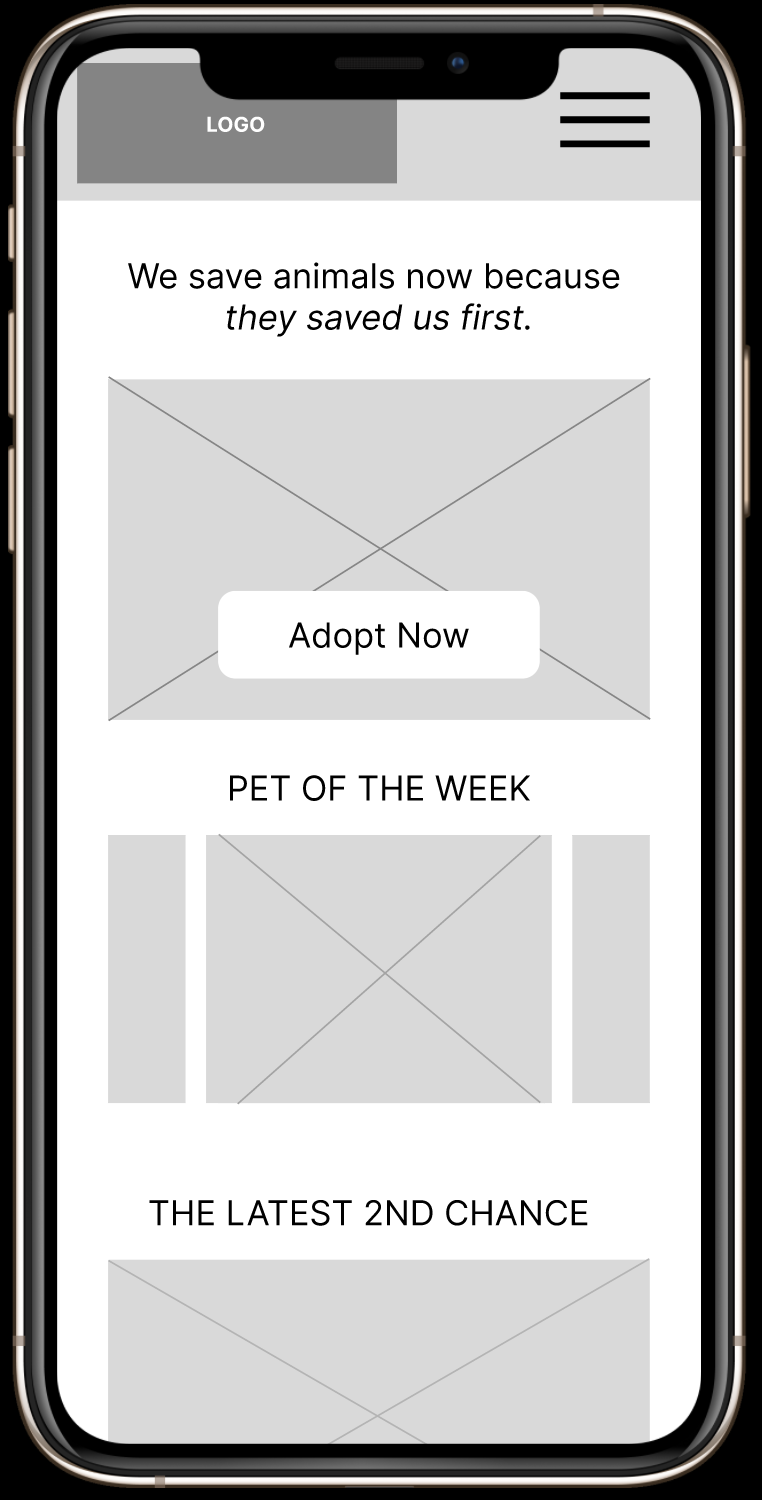 LOGO
We save animals now because
they saved us first.
Adopt Now
PET OF THE WEEK
THE LATEST 2ND CHANCE